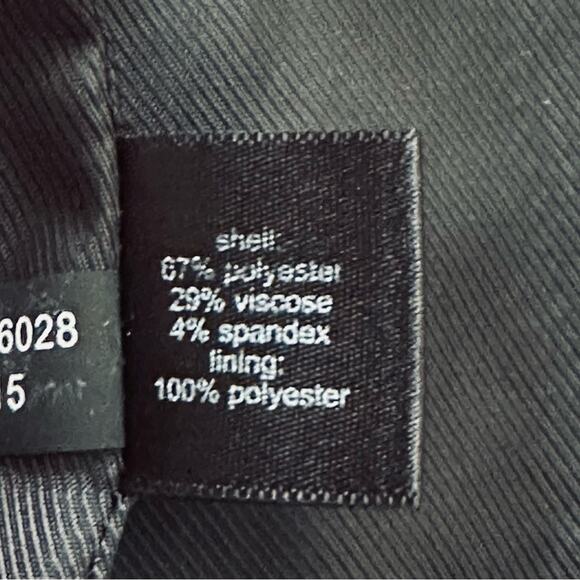 shell:
67% polyester
29% viscose
4% spandex
lining:
100% polyester
6028
15